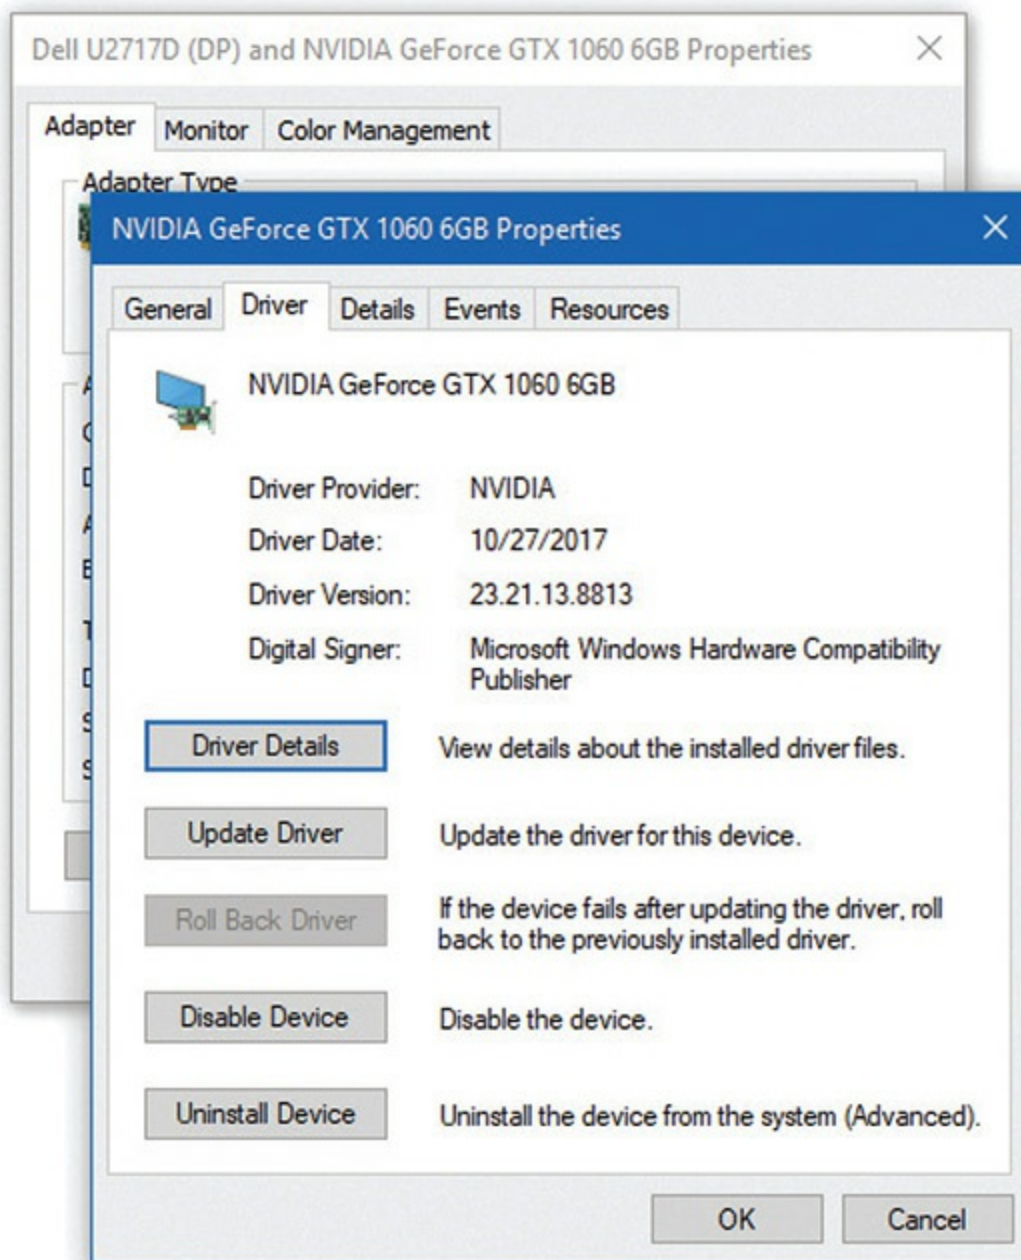 Dell U2717D (DP) and NVIDIA GeForce GTX 1060 6GB Properties
Adapter
Monitor
Color Management
Adapter Type
NVIDIA GeForce GTX 1060 6GB Properties
General
Driver
Details
Events
Resources
NVIDIA GeForce GTX 1060 6GB
Driver Provider: NVIDIA
Driver Date: 10/27/2017
Driver Version: 23.21.13.8813
Digital Signer: Microsoft Windows Hardware Compatibility
Publisher
Driver Details
View details about the installed driver files.
Update Driver
Update the driver for this device.
Roll Back Driver
If the device fails after updating the driver, roll
back to the previously installed driver.
Disable Device
Disable the device.
Uninstall Device
Uninstall the device from the system (Advanced).
OK
Cancel